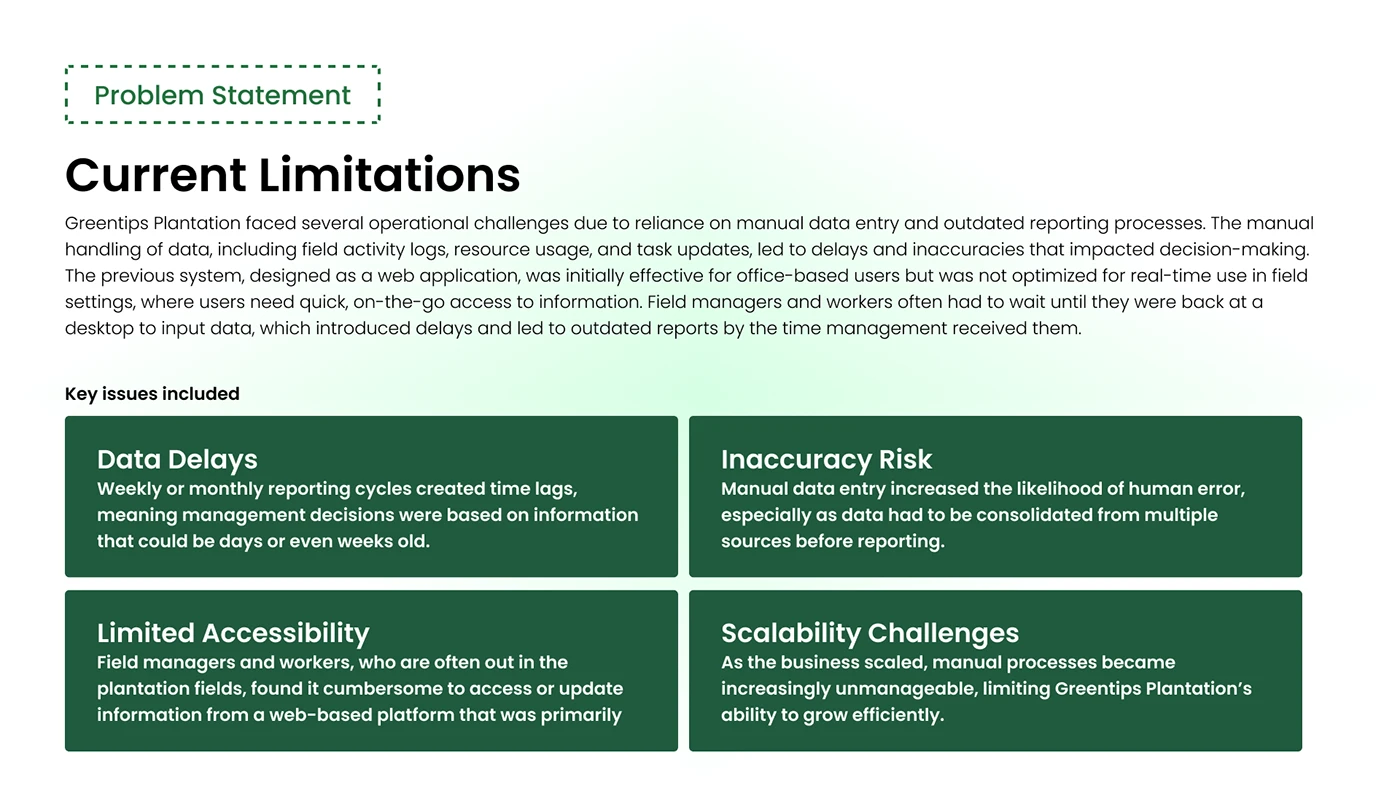 Problem Statement
Current Limitations
Greentips Plantation faced several operational challenges due to reliance on manual data entry and outdated reporting processes. The manual
handling of data, including field activity logs, resource usage, and task updates, led to delays and inaccuracies that impacted decision-making.
The previous system, designed as a web application, was initially effective for office-based users but was not optimized for real-time use in field
settings, where users need quick, on-the-go access to information. Field managers and workers often had to wait until they were back at a
desktop to input data, which introduced delays and led to outdated reports by the time management received them.
Key issues included
Data Delays
Weekly or monthly reporting cycles created time lags,
meaning management decisions were based on information
that could be days or even weeks old.
Inaccuracy Risk
Manual data entry increased the likelihood of human error,
especially as data had to be consolidated from multiple
sources before reporting.
Limited Accessibility
Field managers and workers, who are often out in the
plantation fields, found it cumbersome to access or update
information from a web-based platform that was primarily
Scalability Challenges
As the business scaled, manual processes became
increasingly unmanageable, limiting Greentips Plantation’s
ability to grow efficiently.